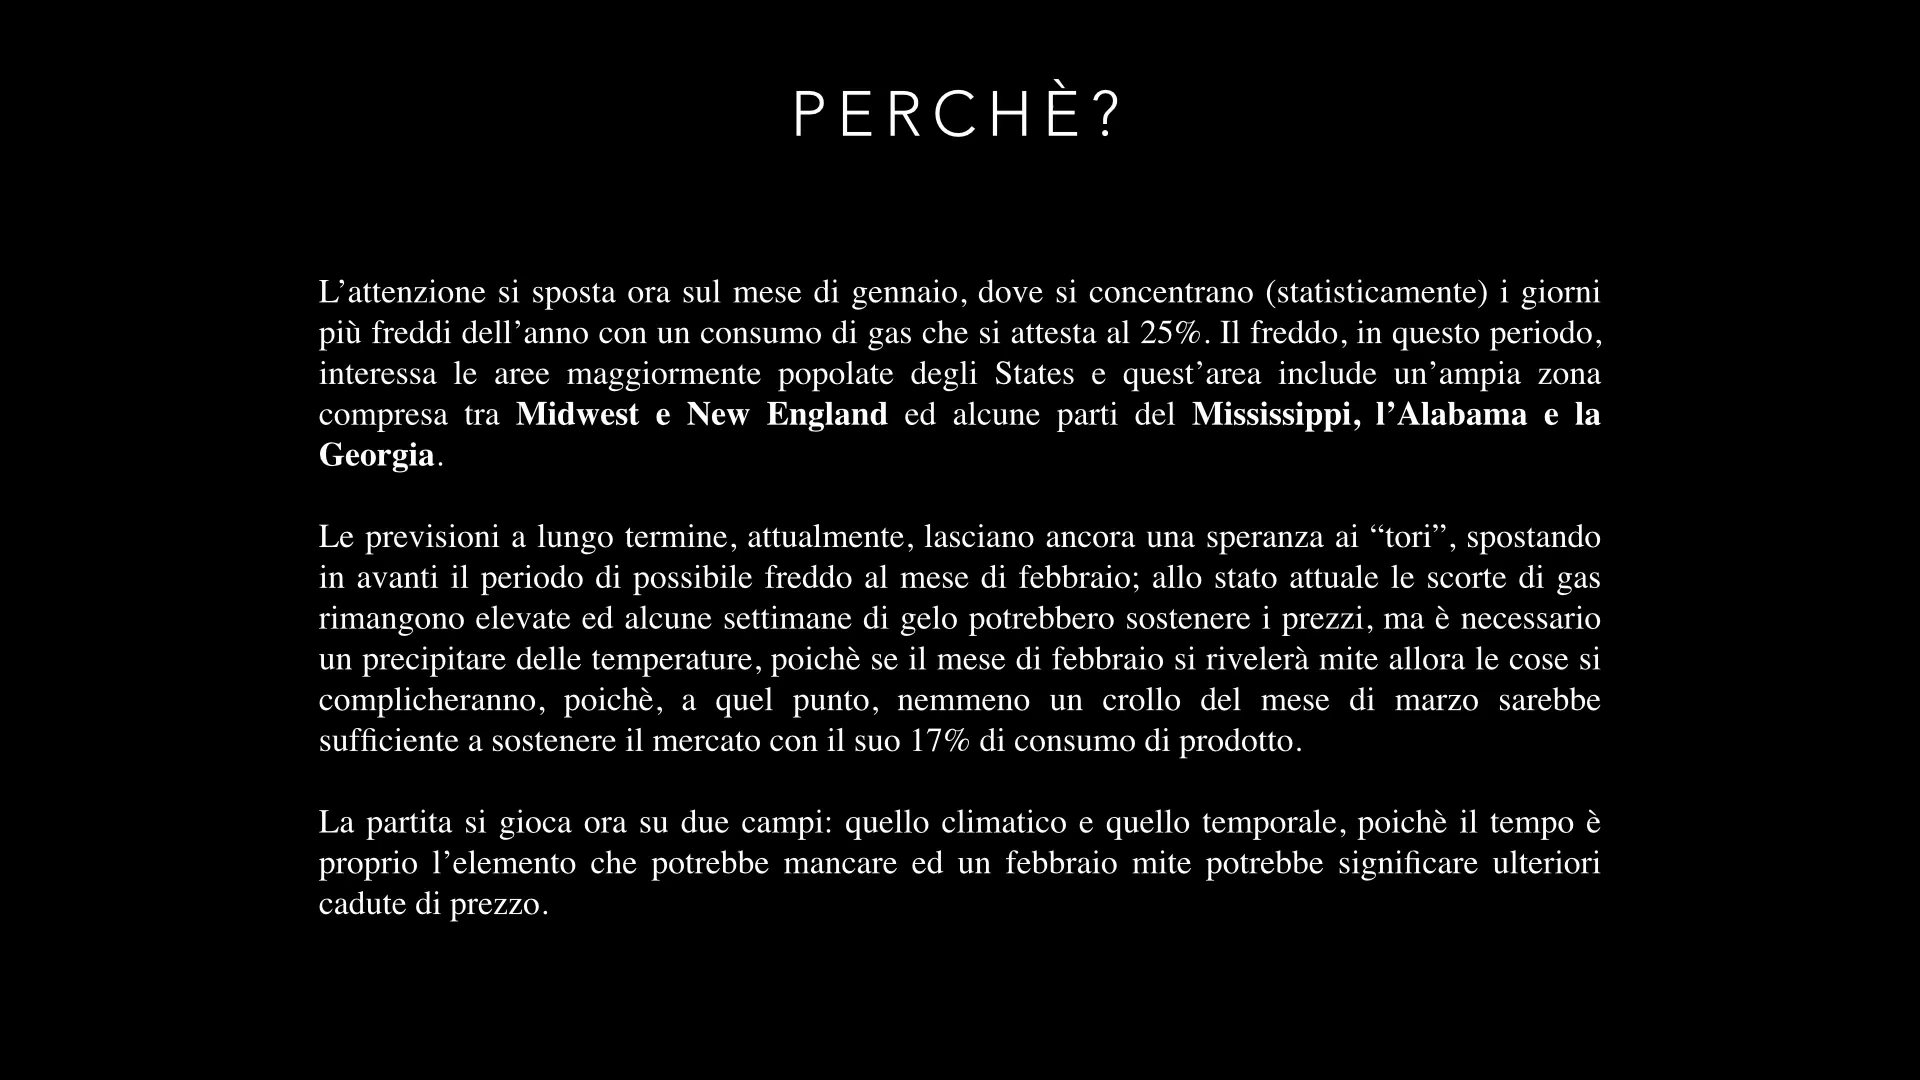 PERCHÈ?
L’attenzione si sposta ora sul mese di gennaio, dove si concentrano (statisticamente) i giorni
più freddi dell’anno con un consumo di gas che si attesta al 25%. Il freddo, in questo periodo,
interessa le aree maggiormente popolate degli States e quest’area include un’ampia zona
compresa tra Midwest e New England ed alcune parti del Mississippi, l’Alabama e la
Georgia.
Le previsioni a lungo termine, attualmente, lasciano ancora una speranza ai “tori”, spostando
in avanti il periodo di possibile freddo al mese di febbraio; allo stato attuale le scorte di gas
rimangono elevate ed alcune settimane di gelo potrebbero sostenere i prezzi, ma è necessario
un precipitare delle temperature, poichè se il mese di febbraio si rivelerà mite allora le cose si
complicheranno, poichè, a quel punto, nemmeno un crollo del mese di marzo sarebbe
sufficiente a sostenere il mercato con il suo 17% di consumo di prodotto.
La partita si gioca ora su due campi: quello climatico e quello temporale, poichè il tempo è
proprio l’elemento che potrebbe mancare ed un febbraio mite potrebbe significare ulteriori
cadute di prezzo.